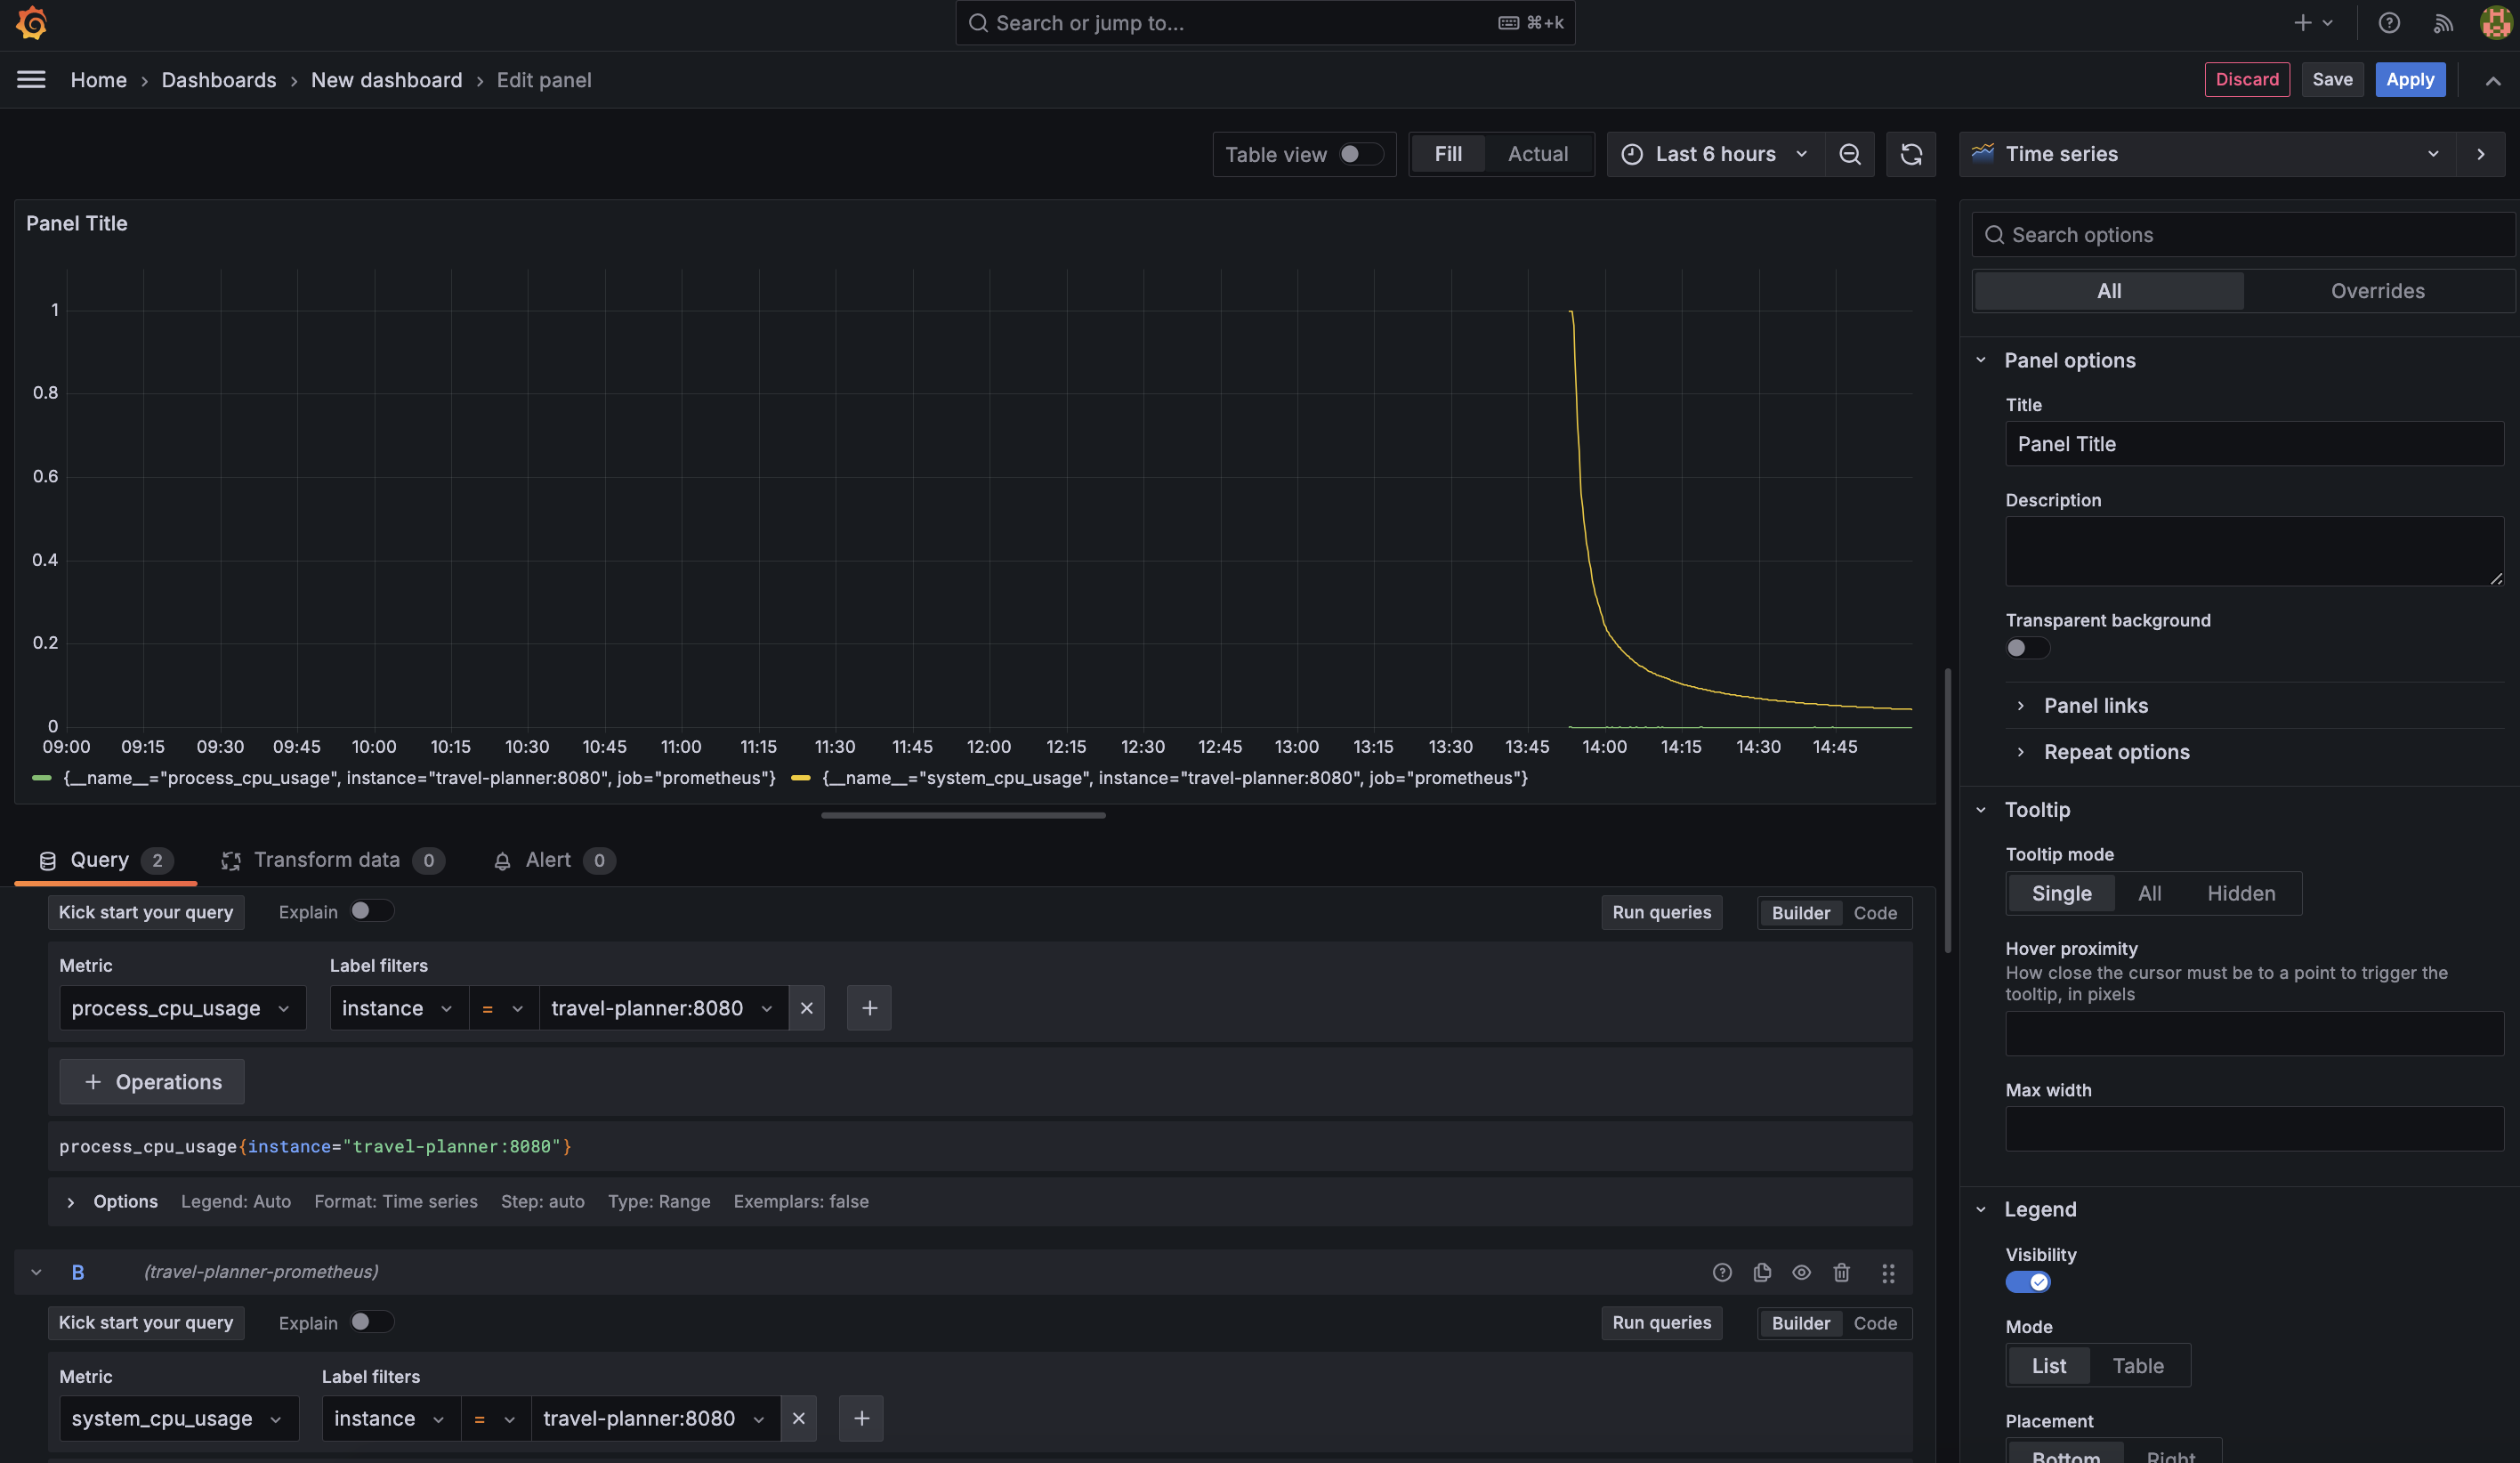 Search or jump to...
⌘+k
Home › Dashboards › New dashboard › Edit panel
Discard
Save
Apply
Table view
Fill
Actual
Last 6 hours
Time series
Panel Title
1
0.8
0.6
0.4
0.2
0
09:00 09:15 09:30 09:45 10:00 10:15 10:30 10:45 11:00 11:15 11:30 11:45 12:00 12:15 12:30 12:45 13:00 13:15 13:30 13:45 14:00 14:15 14:30 14:45
{__name__="process_cpu_usage", instance="travel-planner:8080", job="prometheus"} {__name__="system_cpu_usage", instance="travel-planner:8080", job="prometheus"}
Query 2
Transform data 0
Alert 0
Kick start your query
Explain
Run queries
Builder
Code
Metric
Label filters
process_cpu_usage
instance
=
travel-planner:8080
+ Operations
process_cpu_usage{instance="travel-planner:8080"}
Options Legend: Auto Format: Time series Step: auto Type: Range Exemplars: false
B (travel-planner-prometheus)
Kick start your query
Explain
Run queries
Builder
Code
Metric
Label filters
system_cpu_usage
instance
=
travel-planner:8080
Search options
All
Overrides
Panel options
Title
Panel Title
Description
Transparent background
Panel links
Repeat options
Tooltip
Tooltip mode
Single
All
Hidden
Hover proximity
How close the cursor must be to a point to trigger the
tooltip, in pixels
Max width
Legend
Visibility
Mode
List
Table
Placement
Bottom
Right